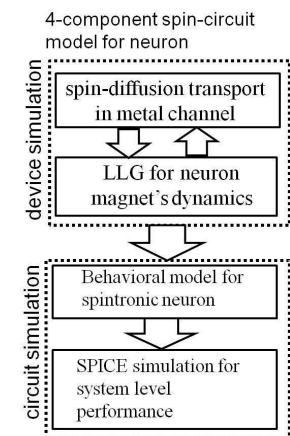 4-component spin-circuit
model for neuron
device simulation
spin-diffusion transport
in metal channel
LLG for neuron
magnet's dynamics
circuit simulation
Behavioral model for
spintronic neuron
SPICE simulation for
system level
performance